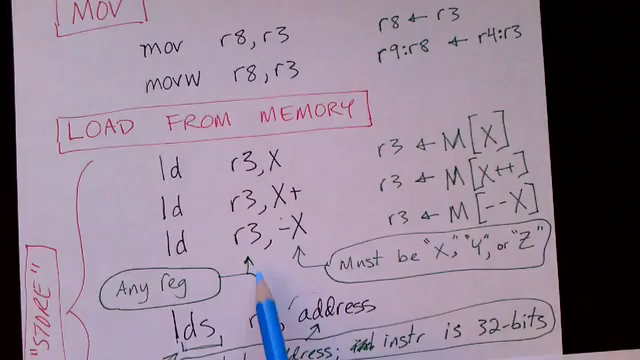 MOV
mov r8, r3 r8 ← r3
movw r8, r3 r9:r8 ← r4:r3
LOAD FROM MEMORY
ld r3, X r3 ← M[X]
ld r3, X+ r3 ← M[X++]
ld r3, -X r3 ← M[--X]
Any reg
Must be "X", "Y", or "Z"
lds, address
address; instr is 32-bits
"STORE"